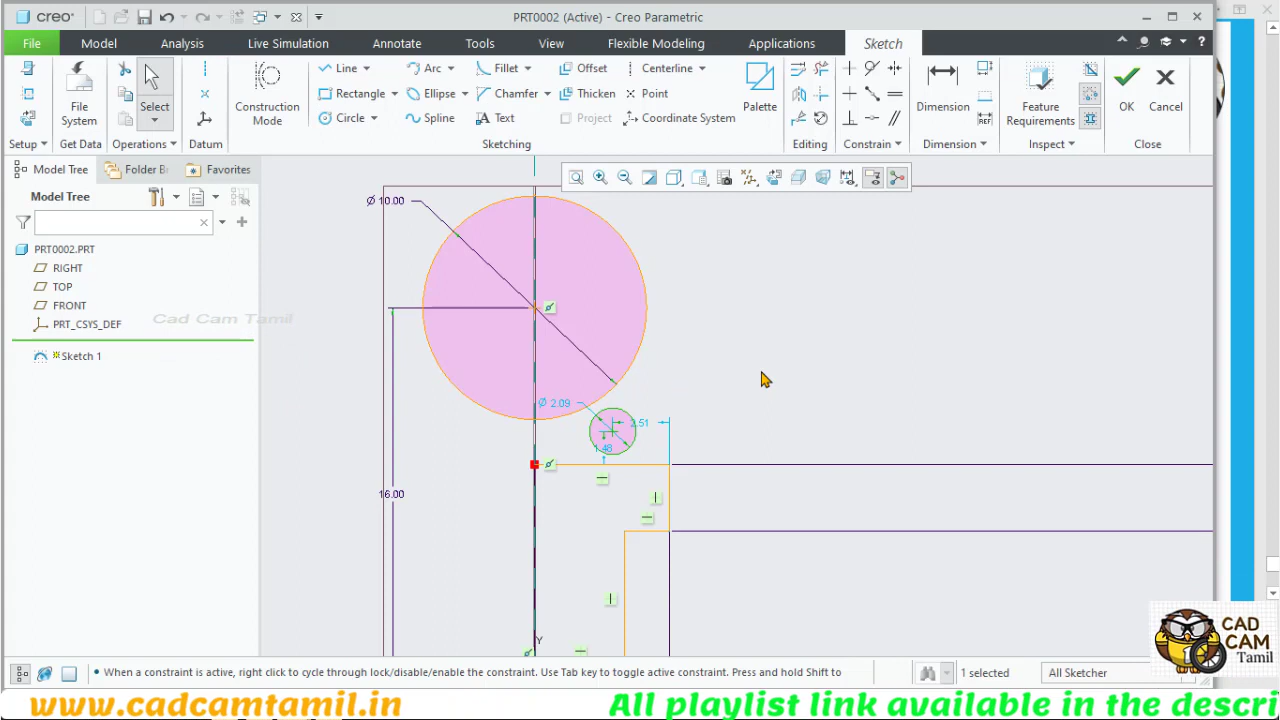 creo
PRT0002 (Active) - Creo Parametric
File Model Analysis Live Simulation Annotate Tools View Flexible Modeling Applications Sketch
Line Arc Fillet Offset Centerline
Rectangle Ellipse Chamfer Thicken Point
Circle Spline Text Project Coordinate System
File System
Select
Construction Mode
Palette
Dimension
REF
Feature Requirements
OK Cancel
Setup Get Data Operations Datum Sketching Editing Constrain Dimension Inspect Close
Model Tree Folder B Favorites
Model Tree
PRT0002.PRT
RIGHT
TOP
FRONT
PRT_CSYS_DEF
Sketch 1
Cad Cam Tamil
Ø 10.00
Ø 2.09
2.51
1.48
16.00
Y
• When a constraint is active, right click to cycle through lock/disable/enable the constraint. Use Tab key to toggle active constraint. Press and hold Shift to
1 selected
All Sketcher
CAD
CAM
Tamil
www.cadcamtamil.in
All playlist link available in the descri